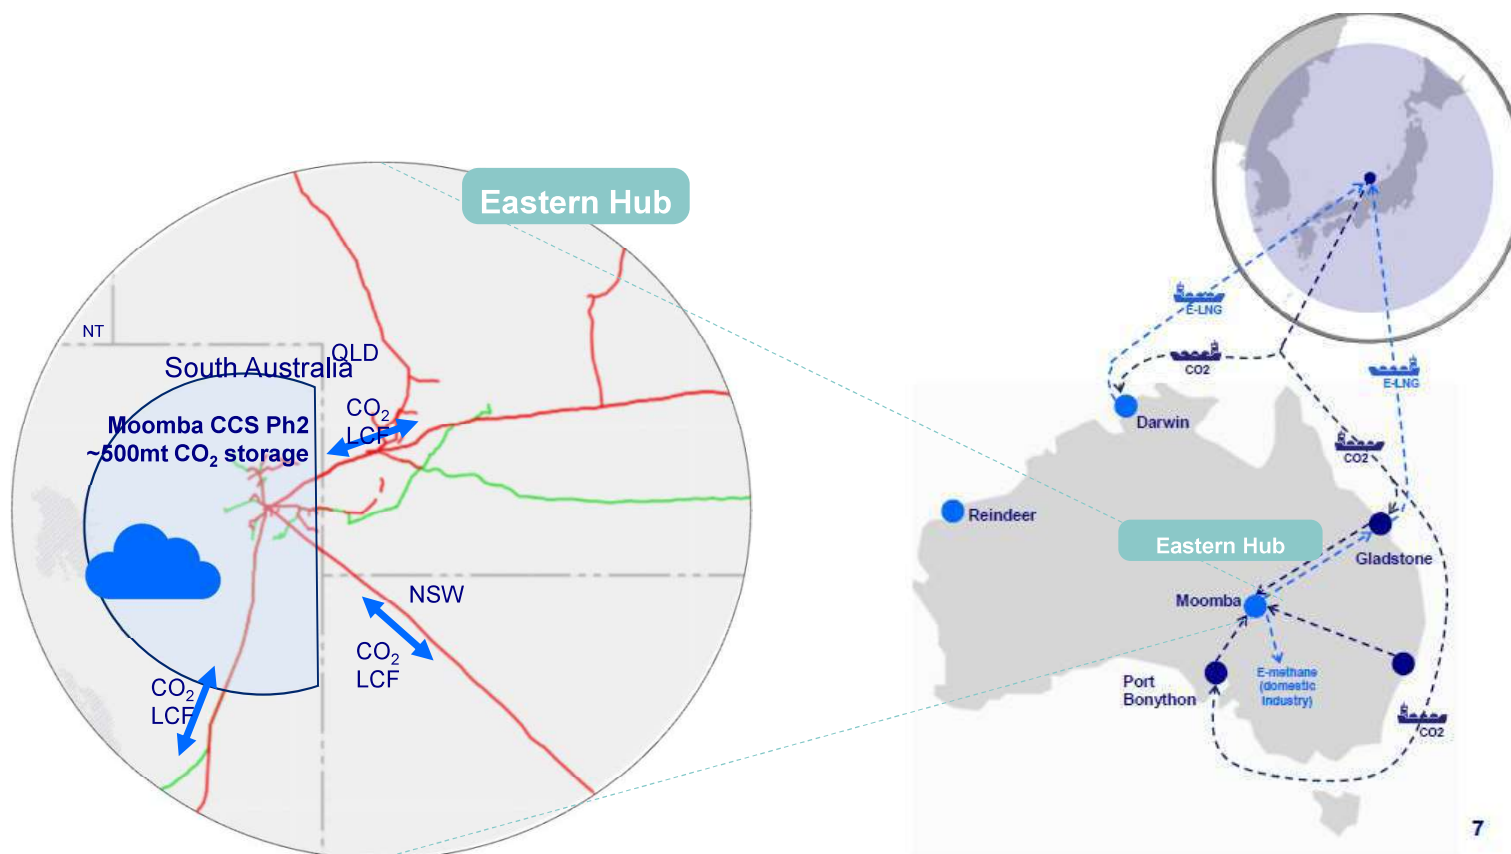 Eastern Hub
NT
QLD
South Australia
Moomba CCS Ph2
~500mt CO₂ storage
CO₂
LCF
NSW
CO₂
LCF
CO₂
LCF
E-LNG
CO2
E-LNG
Darwin
CO2
Reindeer
Eastern Hub
Gladstone
Moomba
Port
Bonython
E-methane
(domestic
industry)
CO2
7